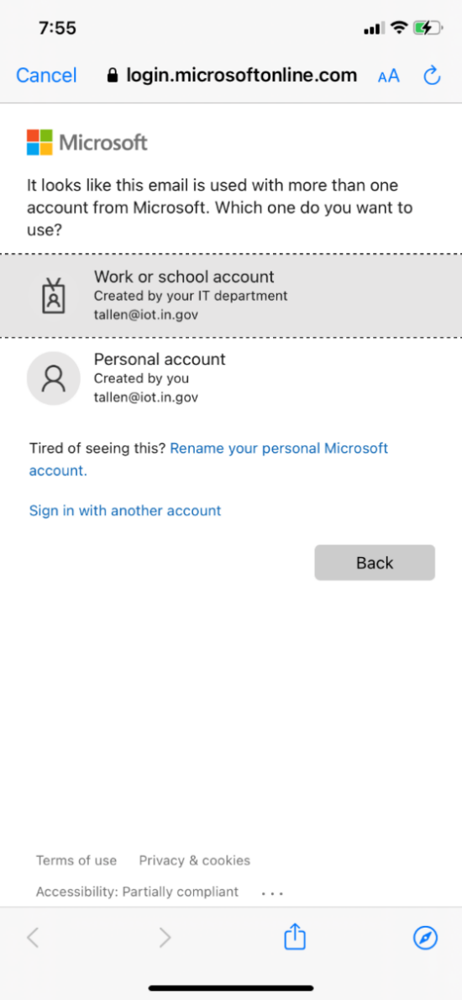 7:55
Cancel login.microsoftonline.com AA
Microsoft
It looks like this email is used with more than one
account from Microsoft. Which one do you want to
use?
Work or school account
Created by your IT department
tallen@iot.in.gov
Personal account
Created by you
tallen@iot.in.gov
Tired of seeing this? Rename your personal Microsoft
account.
Sign in with another account
Back
Terms of use Privacy & cookies
Accessibility: Partially compliant ...